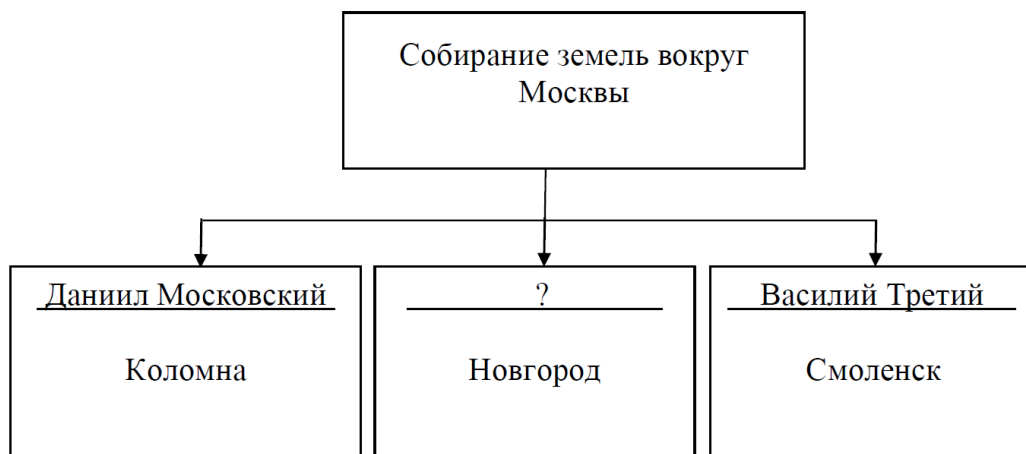 Собирание земель вокруг
Москвы
Даниил Московский
?
Василий Третий
Коломна
Новгород
Смоленск